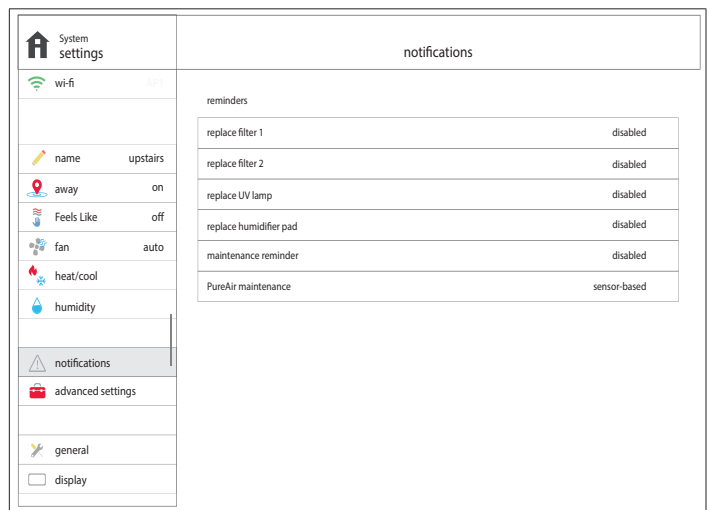 System
settings
notifications
wi-fi
reminders
replace filter 1 disabled
replace filter 2 disabled
replace UV lamp disabled
replace humidifier pad disabled
maintenance reminder disabled
PureAir maintenance sensor-based
name upstairs
away on
Feels Like off
fan auto
heat/cool
humidity
notifications
advanced settings
general
display